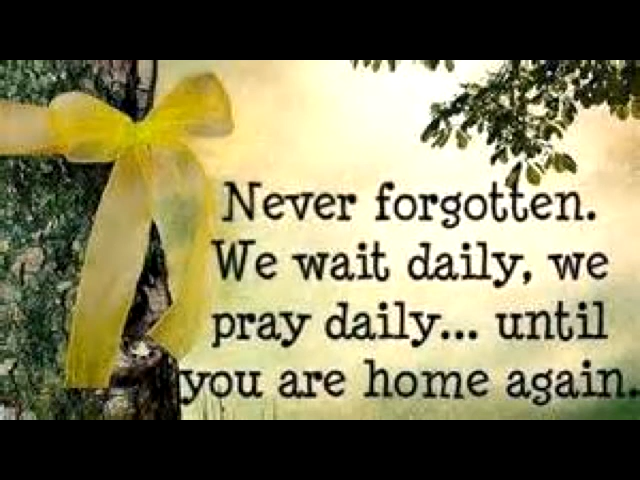 Never forgotten.
We wait daily, we
pray daily... until
you are home again.